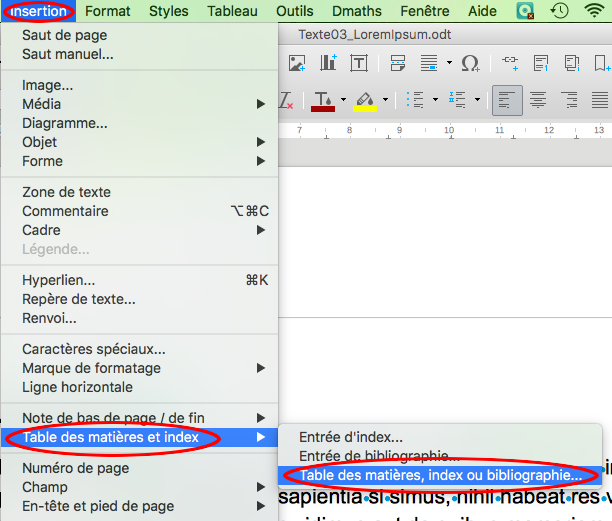 Insertion Format Styles Tableau Outils Dmaths Fenêtre Aide
Texte03_LoremIpsum.odt
Saut de page
Saut manuel...
Image...
Média
Diagramme...
Objet
Forme
7 8 9 10 11 12 13
Zone de texte
Commentaire ⌥⌘C
Cadre
Légende...
Hyperlien... ⌘K
Repère de texte...
Renvoi...
Caractères spéciaux...
Marque de formatage
Ligne horizontale
Note de bas de page / de fin
Table des matières et index
Entrée d'index...
Entrée de bibliographie...
Table des matières, index ou bibliographie...
Numéro de page
Champ
En-tête et pied de page
sapientia si simus, nihil habeat res v